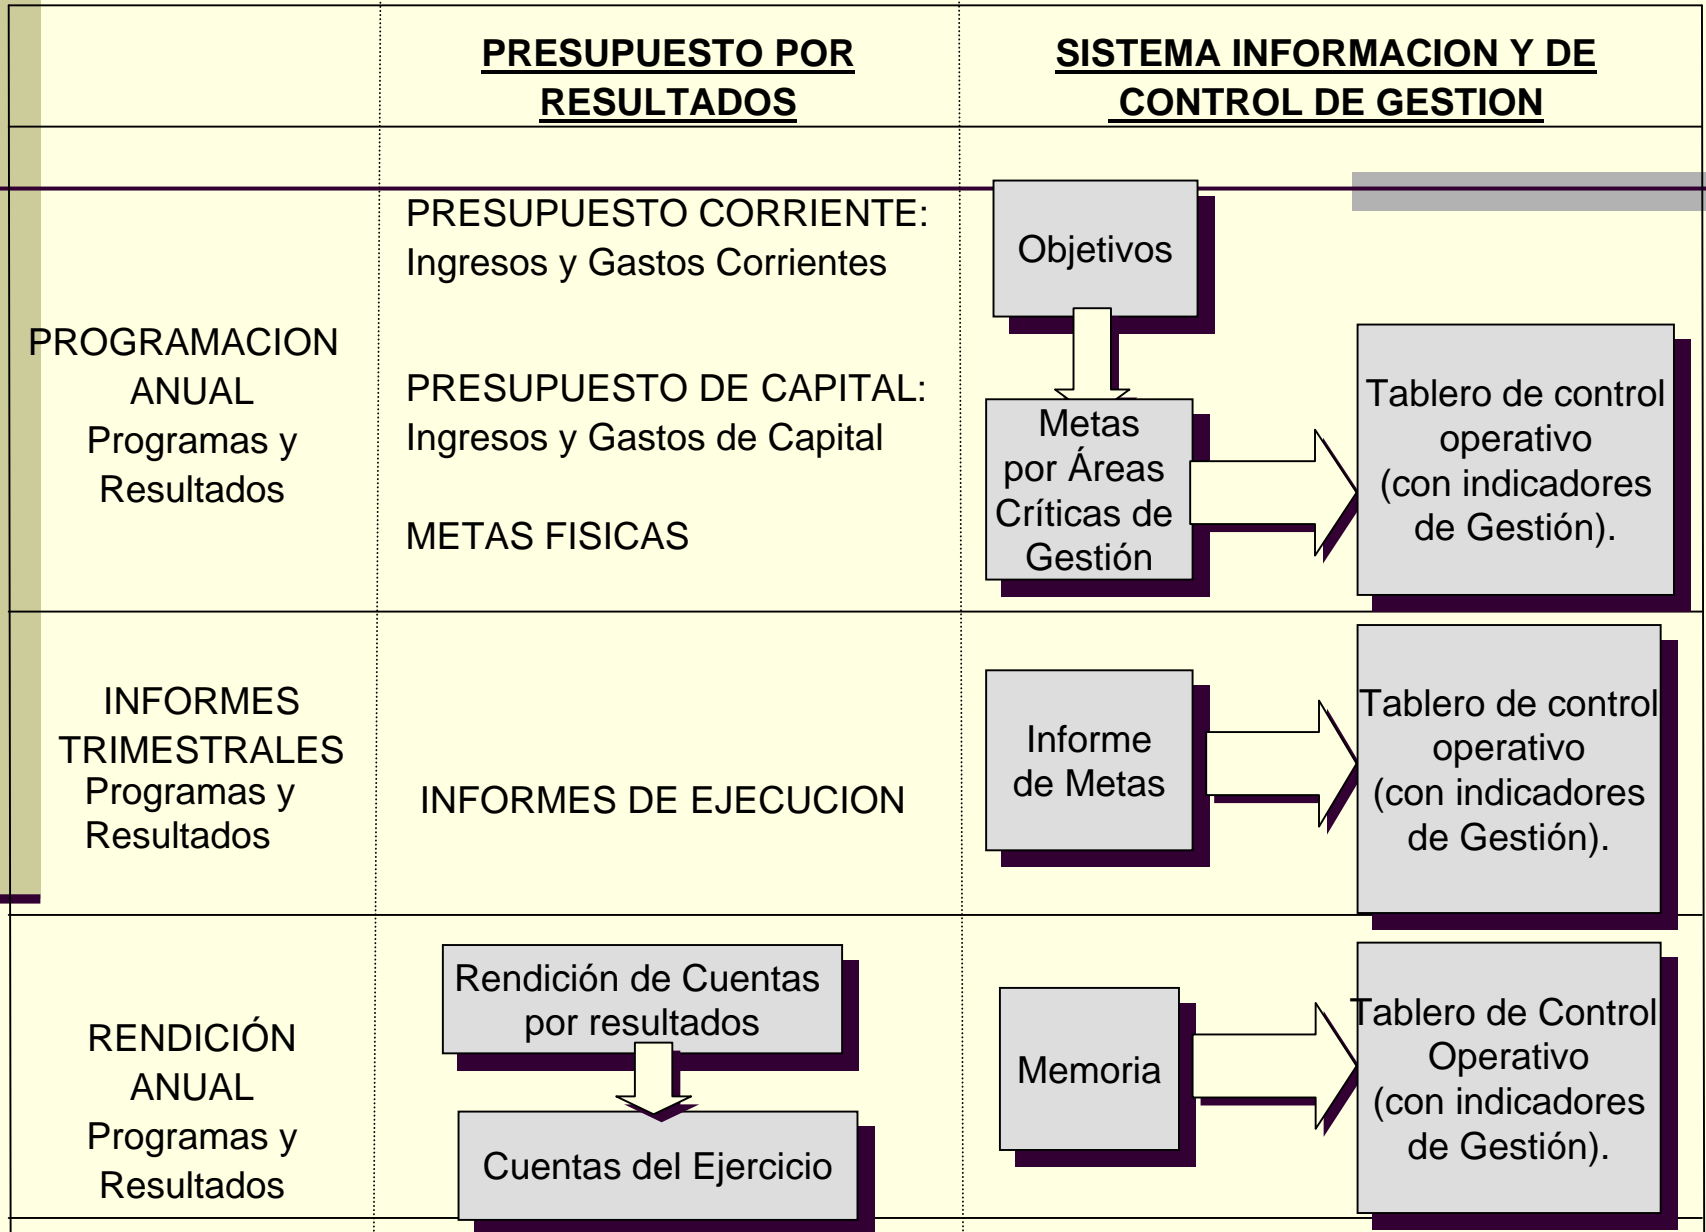 PRESUPUESTO POR
RESULTADOS
SISTEMA INFORMACION Y DE
CONTROL DE GESTION
PROGRAMACION
ANUAL
Programas y
Resultados
PRESUPUESTO CORRIENTE:
Ingresos y Gastos Corrientes
PRESUPUESTO DE CAPITAL:
Ingresos y Gastos de Capital
METAS FISICAS
Objetivos
Metas
por Áreas
Críticas de
Gestión
Tablero de control
operativo
(con indicadores
de Gestión).
INFORMES
TRIMESTRALES
Programas y
Resultados
INFORMES DE EJECUCION
Informe
de Metas
Tablero de control
operativo
(con indicadores
de Gestión).
RENDICIÓN
ANUAL
Programas y
Resultados
Rendición de Cuentas
por resultados
Cuentas del Ejercicio
Memoria
Tablero de Control
Operativo
(con indicadores
de Gestión).